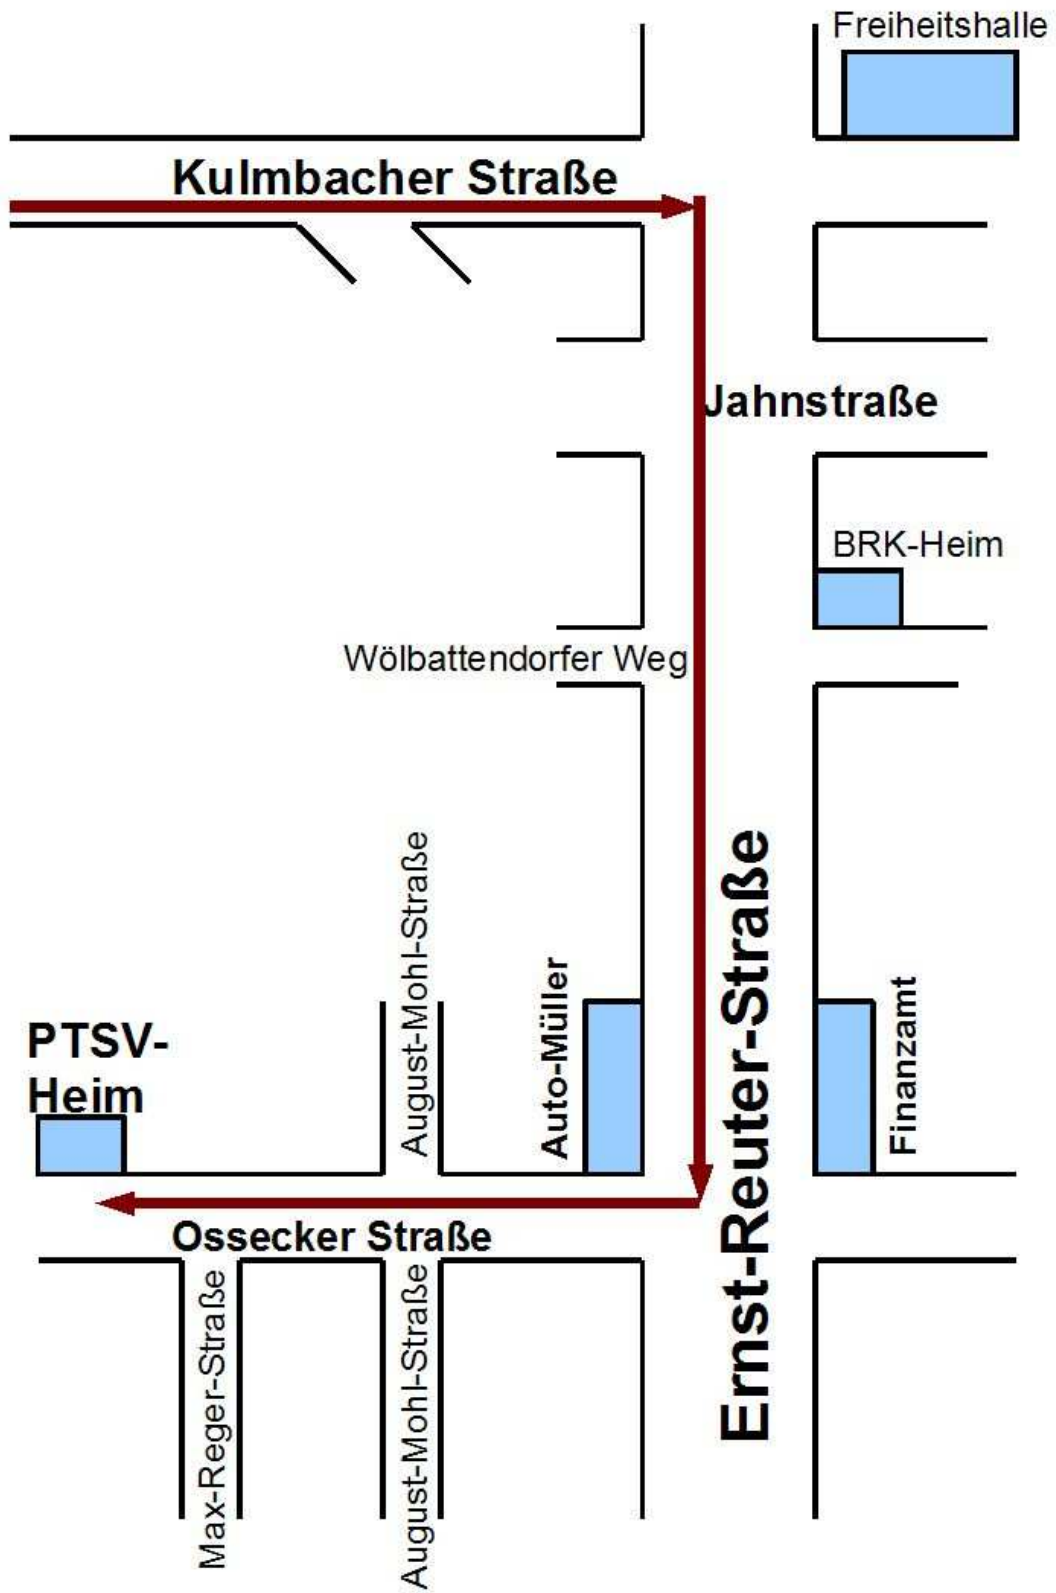 Freiheitshalle
Kulmbacher Straße
Jahnstraße
BRK-Heim
Wölbattendorfer Weg
August-Mohl-Straße
Auto-Müller
Ernst-Reuter-Straße
Finanzamt
PTSV-
Heim
Ossecker Straße
Max-Reger-Straße
August-Mohl-Straße